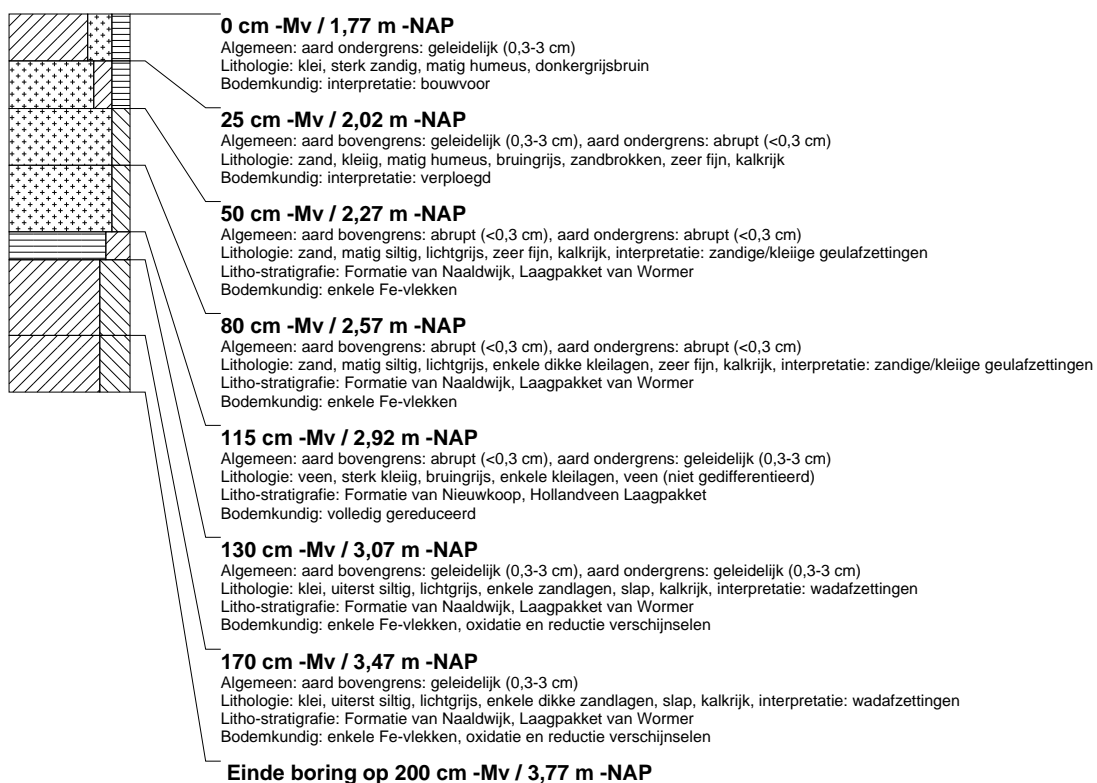 0 cm -Mv / 1,77 m -NAP
Algemeen: aard ondergrens: geleidelijk (0,3-3 cm)
Lithologie: klei, sterk zandig, matig humeus, donkergrijsbruin
Bodemkundig: interpretatie: bouwvoor
25 cm -Mv / 2,02 m -NAP
Algemeen: aard bovengrens: geleidelijk (0,3-3 cm), aard ondergrens: abrupt (<0,3 cm)
Lithologie: zand, kleiig, matig humeus, bruingrijs, zandbrokken, zeer fijn, kalkrijk
Bodemkundig: interpretatie: verploegd
50 cm -Mv / 2,27 m -NAP
Algemeen: aard bovengrens: abrupt (<0,3 cm), aard ondergrens: abrupt (<0,3 cm)
Lithologie: zand, matig siltig, lichtgrijs, zeer fijn, kalkrijk, interpretatie: zandige/kleiige geulafzettingen
Litho-stratigrafie: Formatie van Naaldwijk, Laagpakket van Wormer
Bodemkundig: enkele Fe-vlekken
80 cm -Mv / 2,57 m -NAP
Algemeen: aard bovengrens: abrupt (<0,3 cm), aard ondergrens: abrupt (<0,3 cm)
Lithologie: zand, matig siltig, lichtgrijs, enkele dikke kleilagen, zeer fijn, kalkrijk, interpretatie: zandige/kleiige geulafzettingen
Litho-stratigrafie: Formatie van Naaldwijk, Laagpakket van Wormer
Bodemkundig: enkele Fe-vlekken
115 cm -Mv / 2,92 m -NAP
Algemeen: aard bovengrens: abrupt (<0,3 cm), aard ondergrens: geleidelijk (0,3-3 cm)
Lithologie: veen, sterk kleiig, bruingrijs, enkele kleilagen, veen (niet gedifferentieerd)
Litho-stratigrafie: Formatie van Nieuwkoop, Hollandveen Laagpakket
Bodemkundig: volledig gereduceerd
130 cm -Mv / 3,07 m -NAP
Algemeen: aard bovengrens: geleidelijk (0,3-3 cm), aard ondergrens: geleidelijk (0,3-3 cm)
Lithologie: klei, uiterst siltig, lichtgrijs, enkele zandlagen, slap, kalkrijk, interpretatie: wadafzettingen
Litho-stratigrafie: Formatie van Naaldwijk, Laagpakket van Wormer
Bodemkundig: enkele Fe-vlekken, oxidatie en reductie verschijnselen
170 cm -Mv / 3,47 m -NAP
Algemeen: aard bovengrens: geleidelijk (0,3-3 cm)
Lithologie: klei, uiterst siltig, lichtgrijs, enkele dikke zandlagen, slap, kalkrijk, interpretatie: wadafzettingen
Litho-stratigrafie: Formatie van Naaldwijk, Laagpakket van Wormer
Bodemkundig: enkele Fe-vlekken, oxidatie en reductie verschijnselen
Einde boring op 200 cm -Mv / 3,77 m -NAP